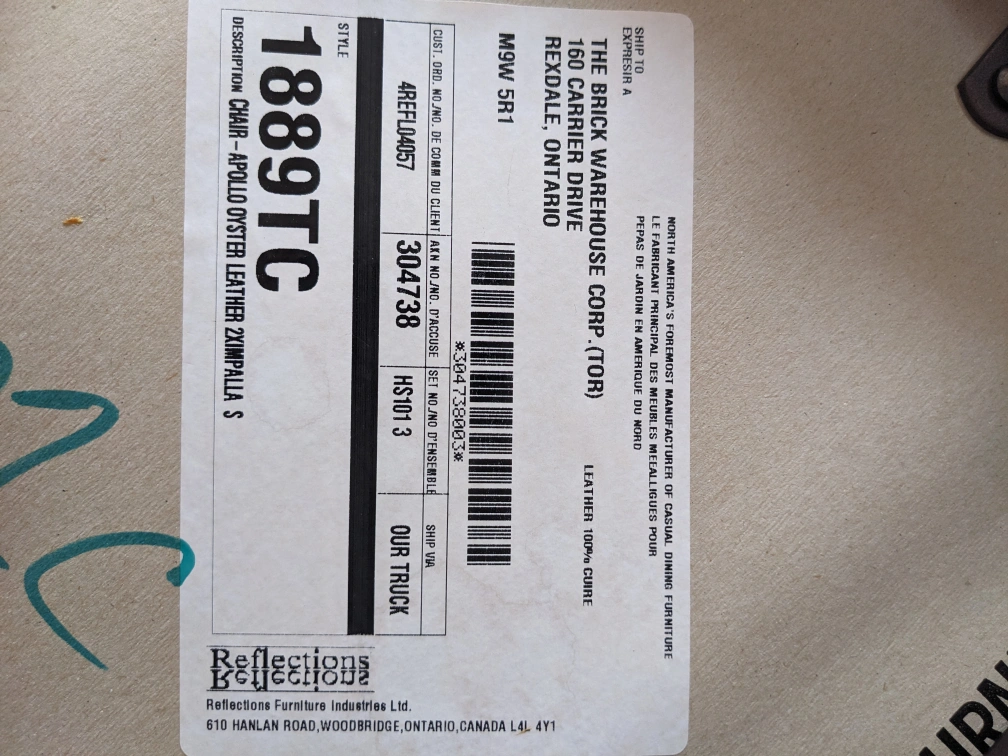 NORTH AMERICA'S FOREMOST MANUFACTURER OF CASUAL DINING FURNITURE
LE FABRICANT PRINCIPAL DES MEUBLES MEEALLIGUES POUR
PEPAS DE JARDIN EN AMERIQUE DU NORD
SHIP TO
EXPRESIR A
THE BRICK WAREHOUSE CORP.(TOR)
160 CARRIER DRIVE
REXDALE, ONTARIO
M9W 5R1
LEATHER 100% CUIRE
*304738003*
CUST. ORD. NO./NO. DE COMM DU CLIENT
4REFL04057
AKN NO./NO. D'ACCUSE
304738
SET NO./NO D'ENSEMBLE
HS101 3
SHIP VIA
OUR TRUCK
STYLE
1889TC
DESCRIPTION CHAIR - APOLLO OYSTER LEATHER 2XIMPALLA S
Reflections
Reflections
Reflections Furniture Industries Ltd.
610 HANLAN ROAD,WOODBRIDGE,ONTARIO,CANADA L4L 4Y1